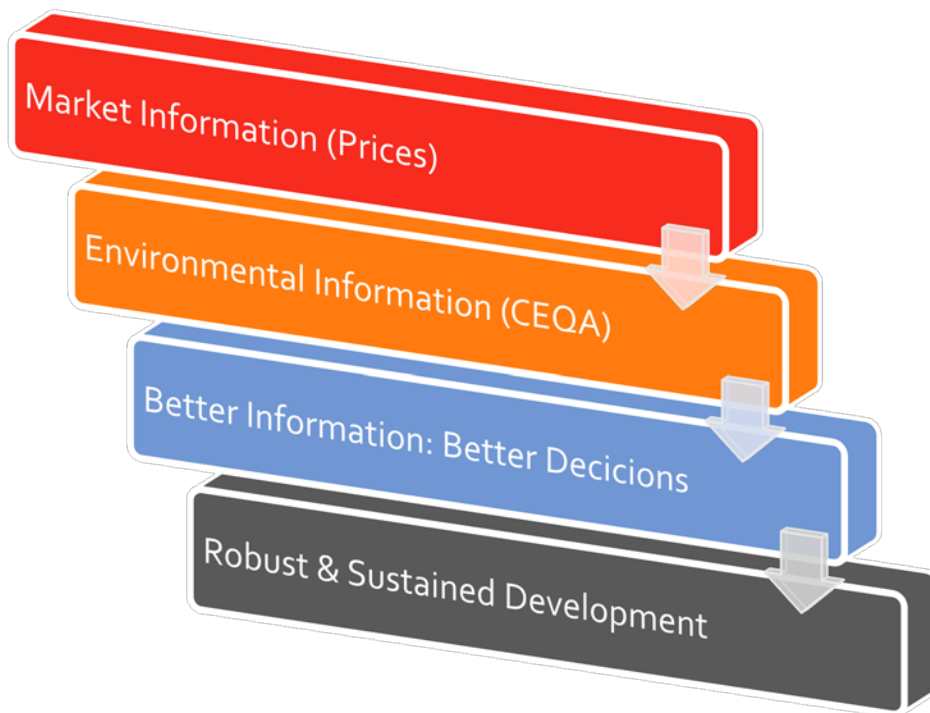 Market Information (Prices)
Environmental Information (CEQA)
Better Information: Better Decicions
Robust & Sustained Development